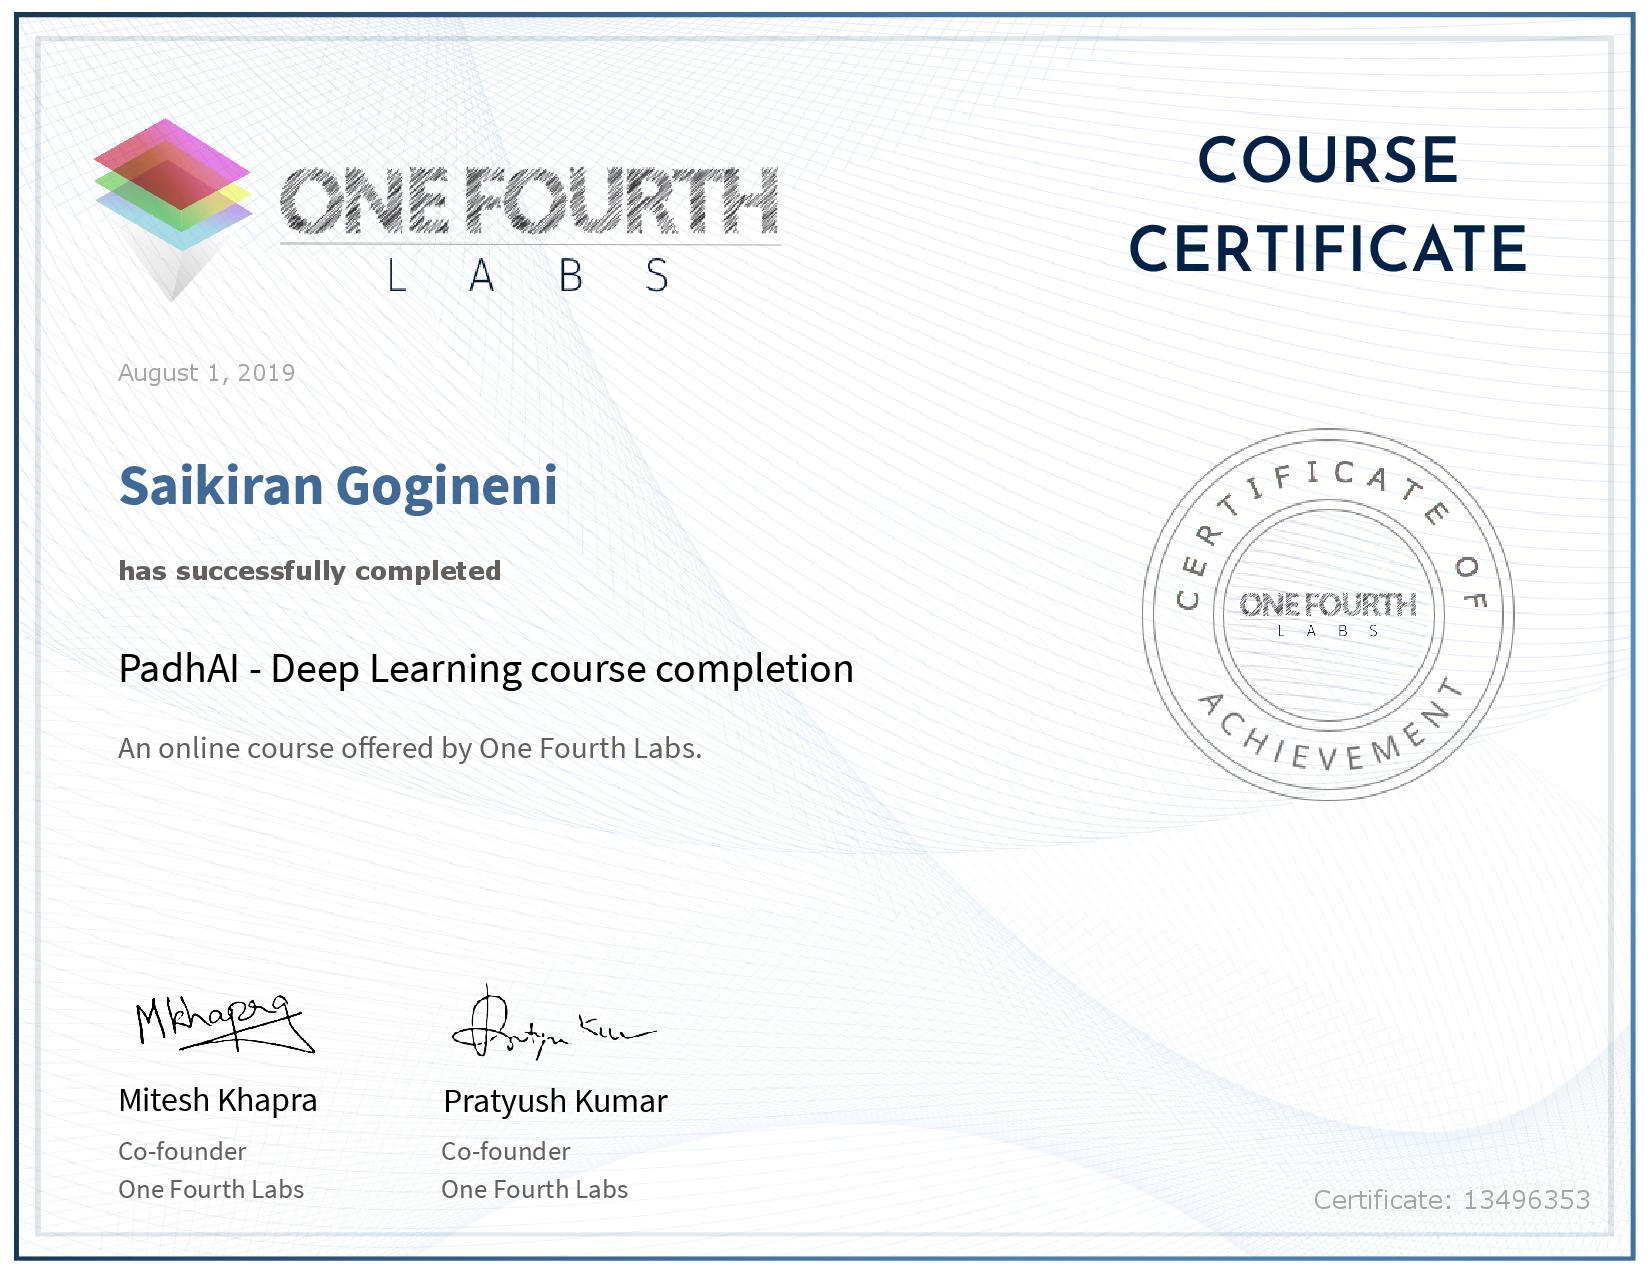 ONE FOURTH
LABS
COURSE
CERTIFICATE
August 1, 2019
Saikiran Gogineni
has successfully completed
PadhAI - Deep Learning course completion
An online course offered by One Fourth Labs.
CERTIFICATE OF
ONE FOURTH
LABS
ACHIEVEMENT
MKhapra
Pratyush Kumar
Mitesh Khapra
Pratyush Kumar
Co-founder
Co-founder
One Fourth Labs
One Fourth Labs
Certificate: 13496353